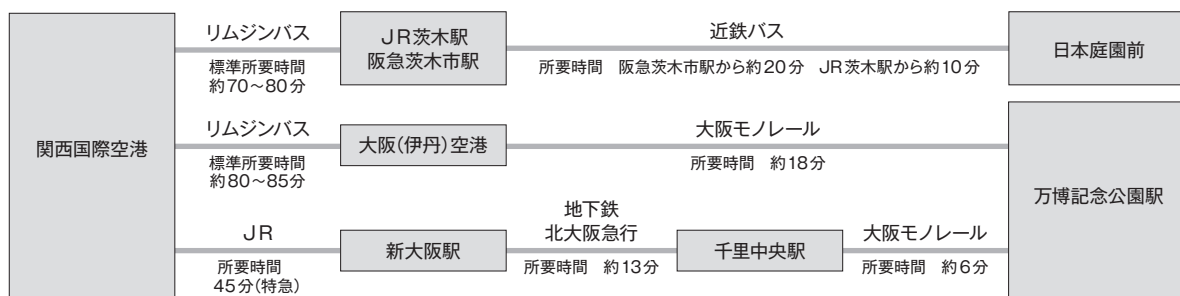 関西国際空港
リムジンバス
標準所要時間
約70～80分
JR茨木駅
阪急茨木市駅
近鉄バス
所要時間　阪急茨木市駅から約20分　JR茨木駅から約10分
日本庭園前
リムジンバス
標準所要時間
約80～85分
大阪(伊丹)空港
大阪モノレール
所要時間　約18分
万博記念公園駅
JR
所要時間
45分(特急)
新大阪駅
地下鉄
北大阪急行
所要時間　約13分
千里中央駅
大阪モノレール
所要時間　約6分